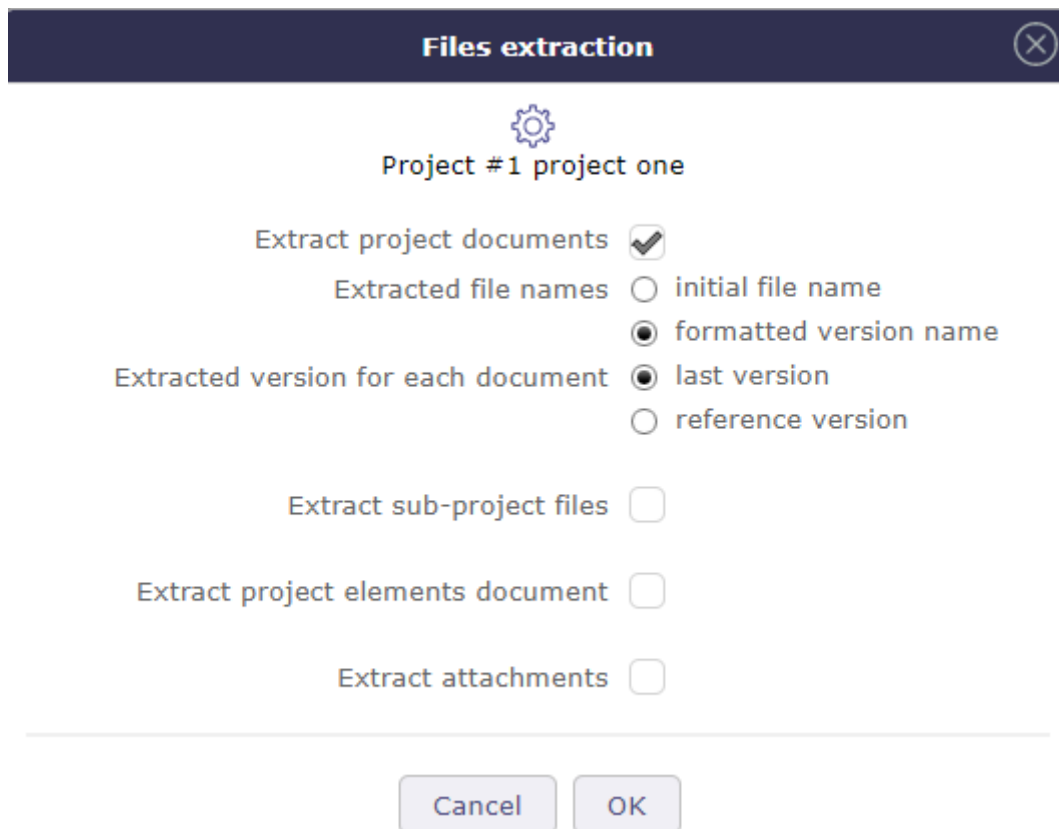 Files extraction
Project #1 project one
Extract project documents
Extracted file names
initial file name
formatted version name
Extracted version for each document
last version
reference version
Extract sub-project files
Extract project elements document
Extract attachments
Cancel
OK